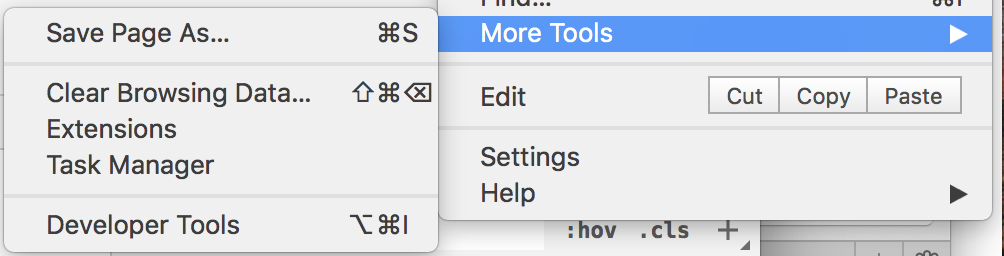 Find...
Save Page As... ⌘S
More Tools ▶
Clear Browsing Data... ⇧⌘⌫
Edit Cut Copy Paste
Extensions
Task Manager
Settings
Help ▶
Developer Tools ⌥⌘I
:hov .cls +